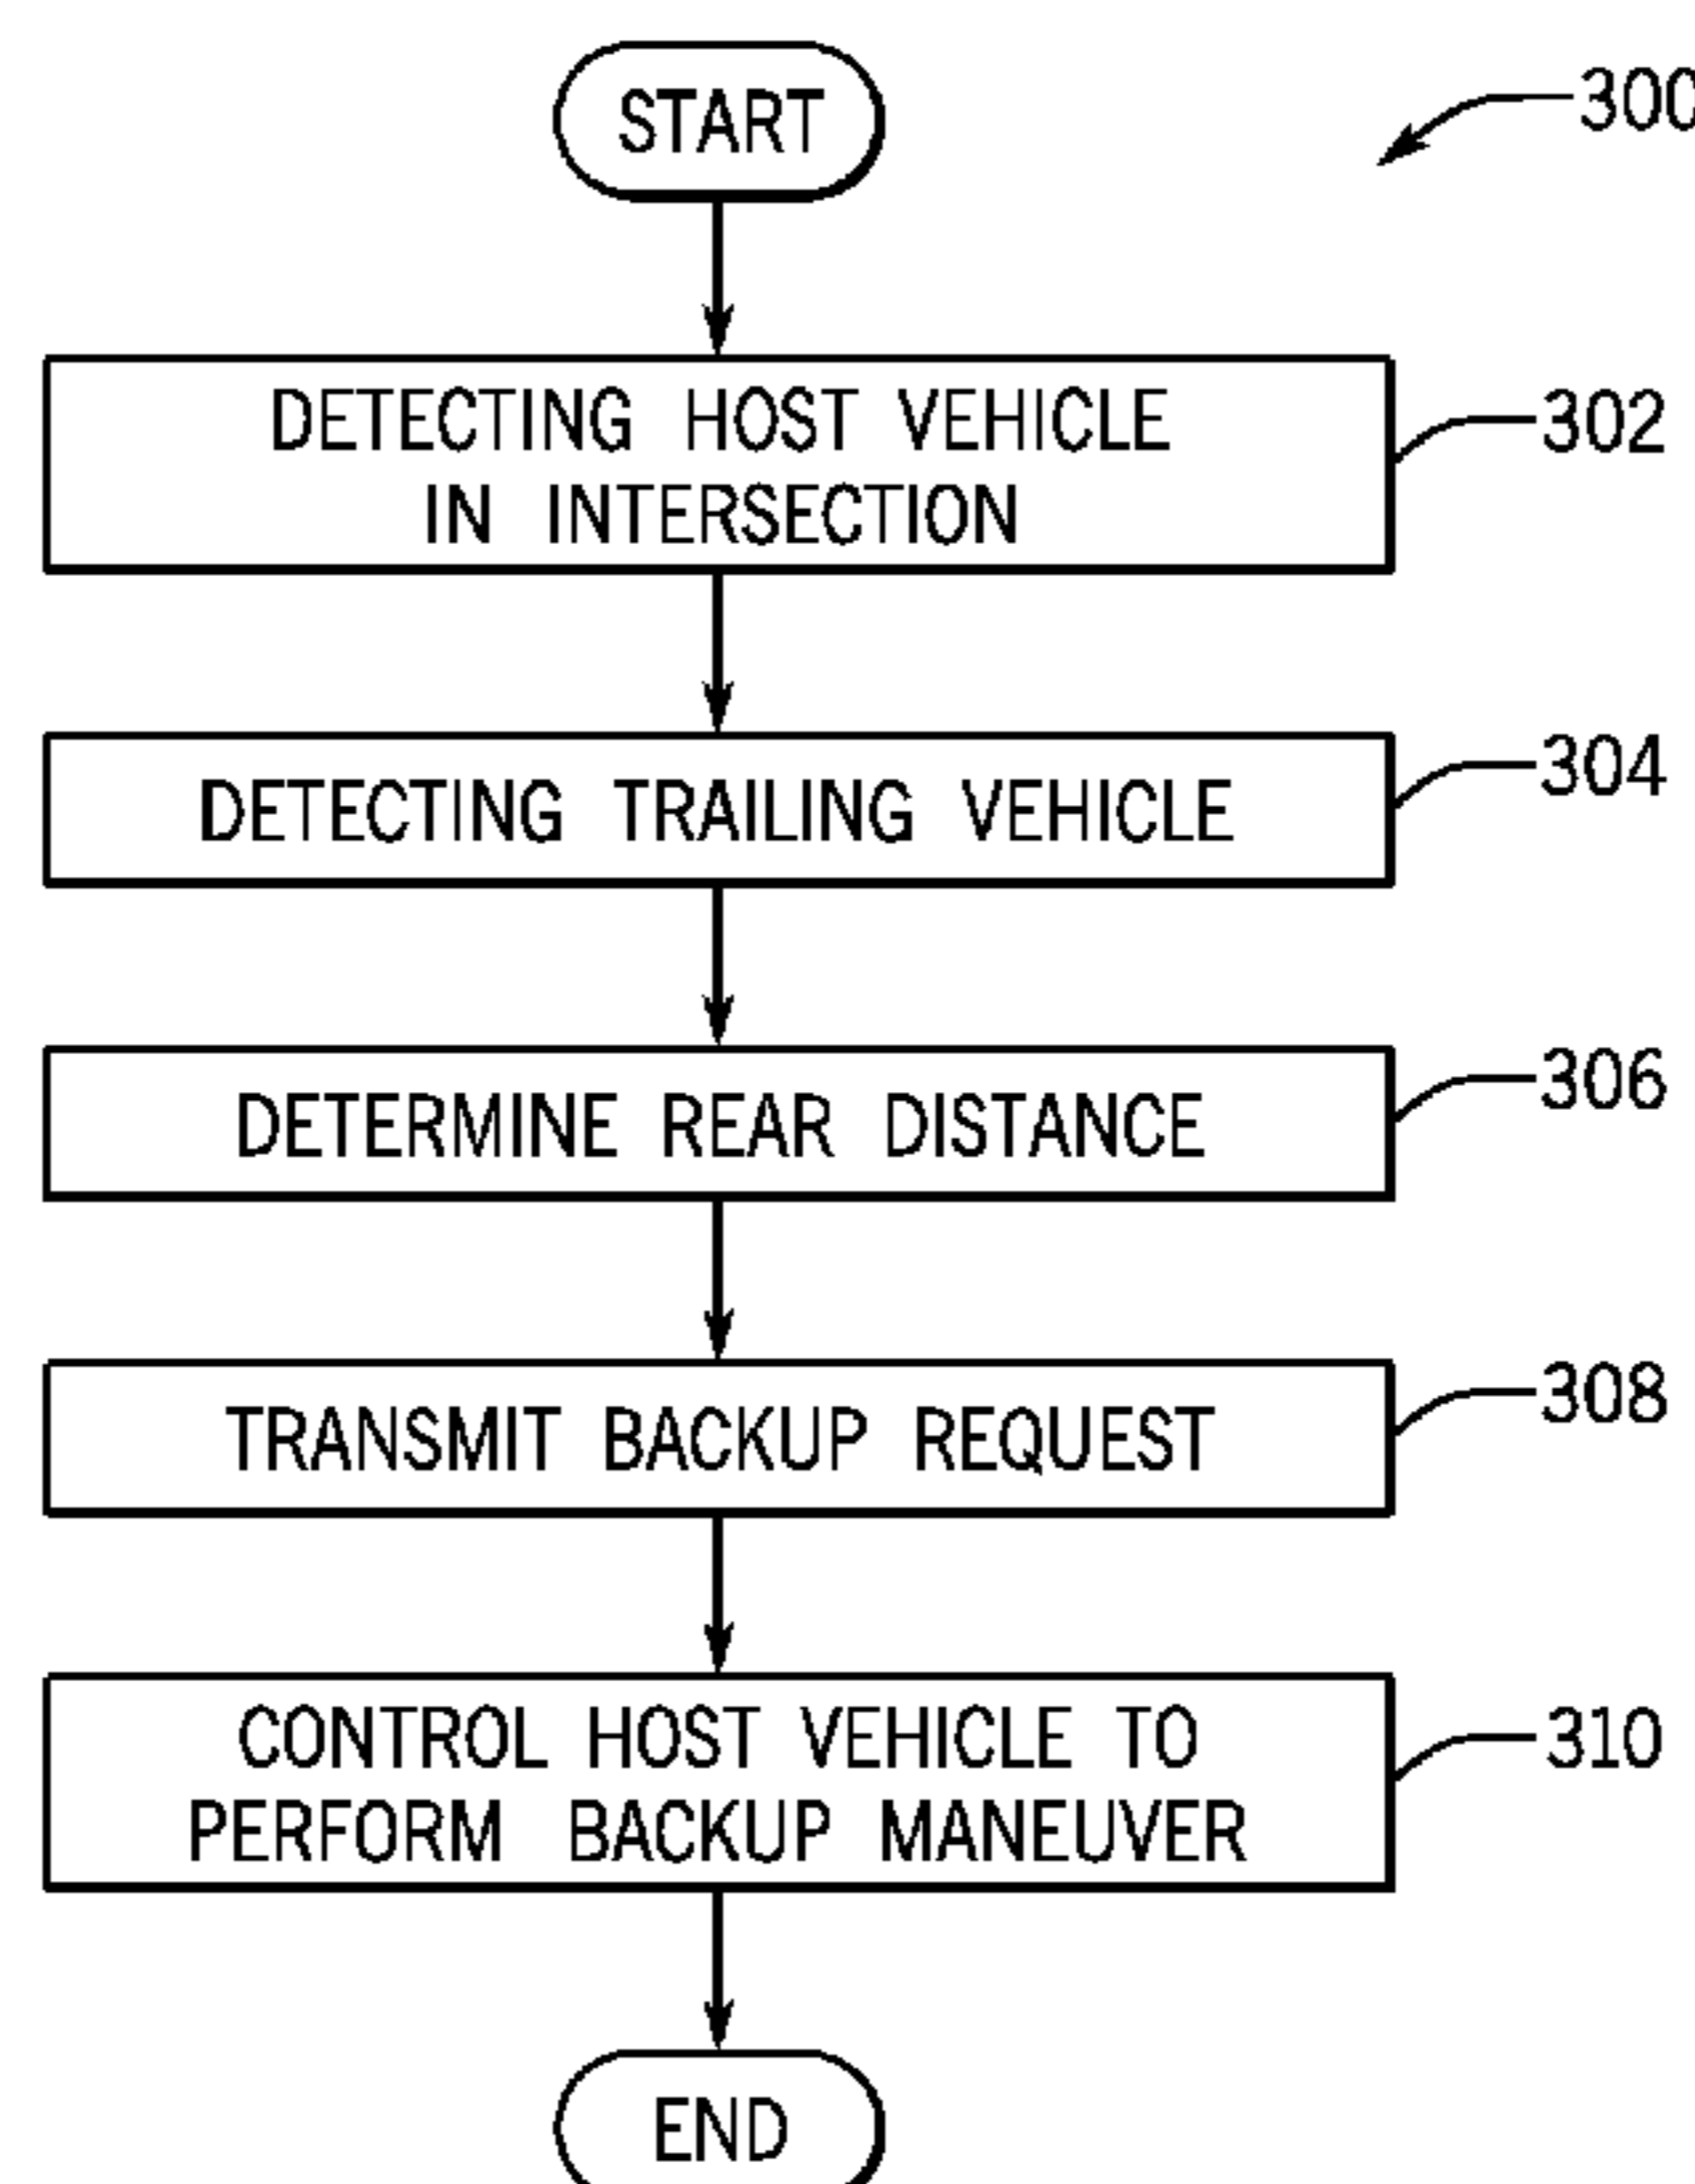 START
300
DETECTING HOST VEHICLE
IN INTERSECTION
302
DETECTING TRAILING VEHICLE
304
DETERMINE REAR DISTANCE
306
TRANSMIT BACKUP REQUEST
308
CONTROL HOST VEHICLE TO
PERFORM BACKUP MANEUVER
310
END